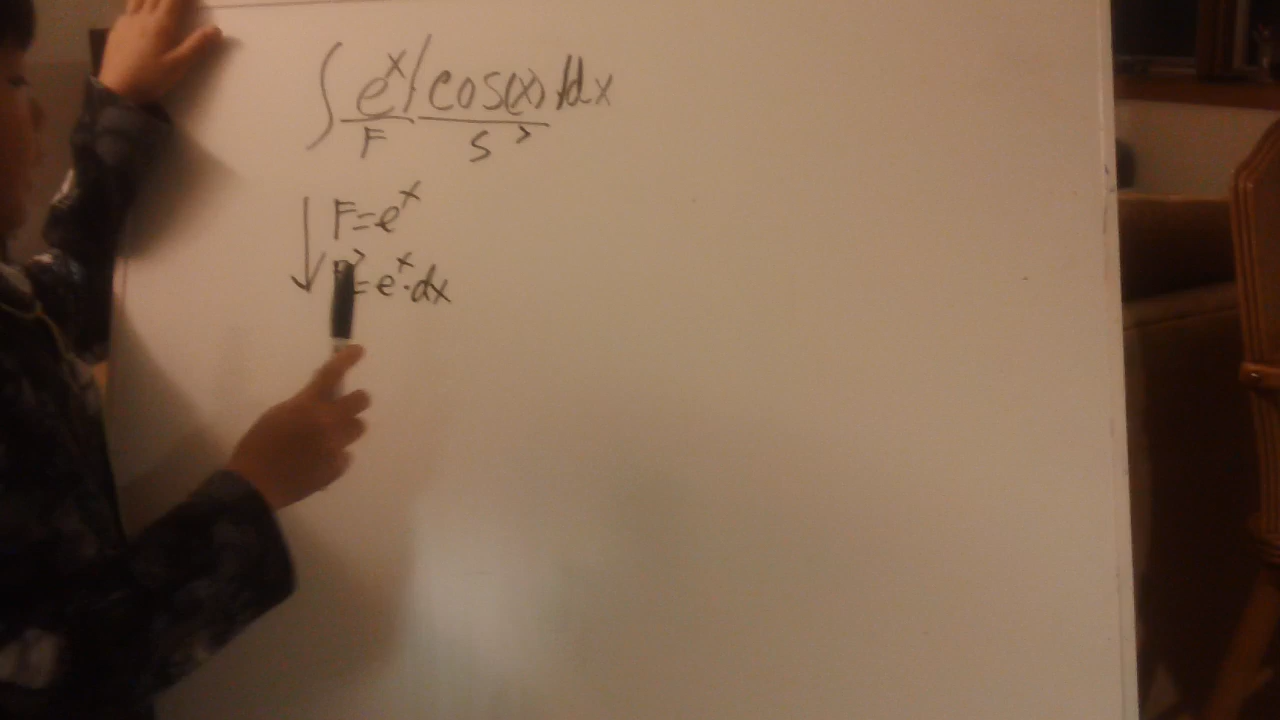 ∫ e^x / cos(x) / dx
F S'
F = e^x
F' = e^x · dx